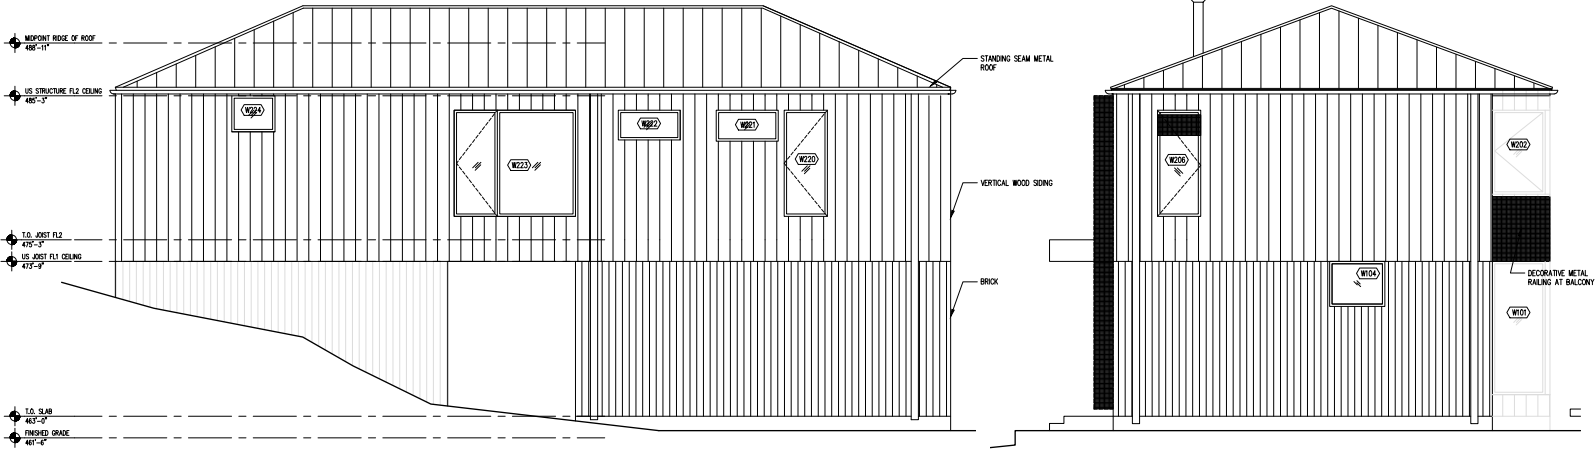 MIDPOINT RIDGE OF ROOF
488'-11"
US STRUCTURE FL2 CEILING
485'-3"
T.O. JOIST FL2
475'-3"
US JOIST FL1 CEILING
473'-9"
T.O. SLAB
463'-0"
FINISHED GRADE
461'-6"
W224
W223
W222
W221
W220
STANDING SEAM METAL
ROOF
VERTICAL WOOD SIDING
BRICK
W206
W104
W202
DECORATIVE METAL
RAILING AT BALCONY
W101